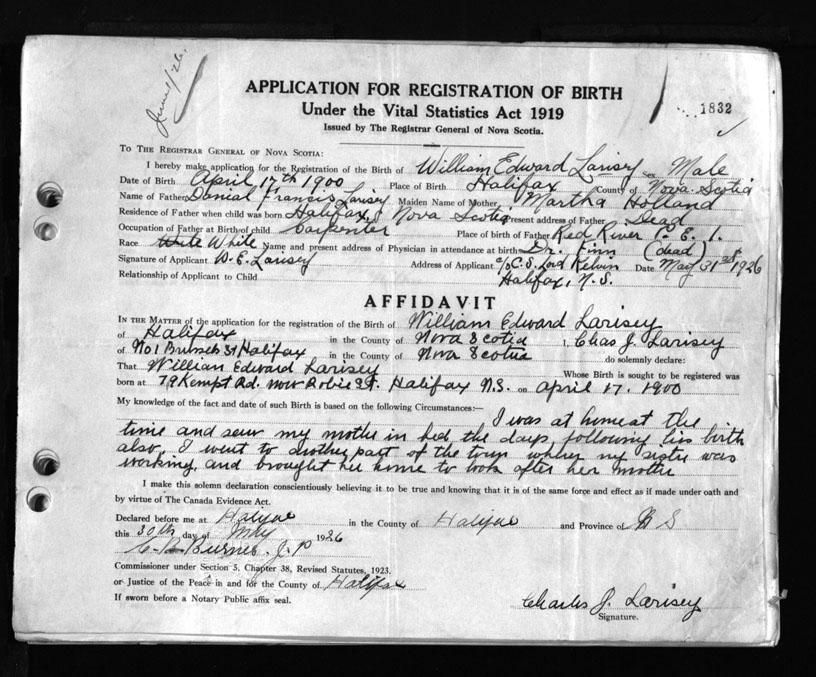 June 1/26.
APPLICATION FOR REGISTRATION OF BIRTH
Under the Vital Statistics Act 1919
Issued by The Registrar General of Nova Scotia.
1832
TO THE REGISTRAR GENERAL OF NOVA SCOTIA:
I hereby make application for the Registration of the Birth of William Edward Larisey Sex Male
Date of Birth April 17th 1900 Place of Birth Halifax County of Nova Scotia
Name of Father Danial Francis Larisey Maiden Name of Mother Martha Holland
Residence of Father when child was born Halifax, Nova Scotia Present address of Father Dead
Occupation of Father at Birth of child Carpenter Place of birth of Father Red River P.E.I.
Race White Name and present address of Physician in attendance at birth Dr. Finn (dead)
Signature of Applicant W. E. Larisey Address of Applicant c/o C.S. Lord Kelvin Date May 31st 1926
Relationship of Applicant to Child Halifax, N.S.
AFFIDAVIT
IN THE MATTER of the application for the registration of the Birth of William Edward Larisey
of Halifax in the County of Nova Scotia I, Chas J. Larisey
of No 1 Brussels St Halifax in the County of Nova Scotia do solemnly declare:
That William Edward Larisey Whose Birth is sought to be registered was
born at 79 Kempt Rd. now Robie St. Halifax N.S. on April 17. 1900
My knowledge of the fact and date of such Birth is based on the following Circumstances:—
I was at home at the
time and seen my mother in bed the days following his birth
also, I went to another part of the town where my sister was
working, and brought her home to look after her mother
I make this solemn declaration conscientiously believing it to be true and knowing that it is of the same force and effect as if made under oath and
by virtue of The Canada Evidence Act.
Declared before me at Halifax in the County of Halifax and Province of N S
this 30th day of May 1926
J.P.
Commissioner under Section 5, Chapter 38, Revised Statutes, 1923.
or Justice of the Peace in and for the County of Halifax
If sworn before a Notary Public affix seal.
Charles J. Larisey
Signature.